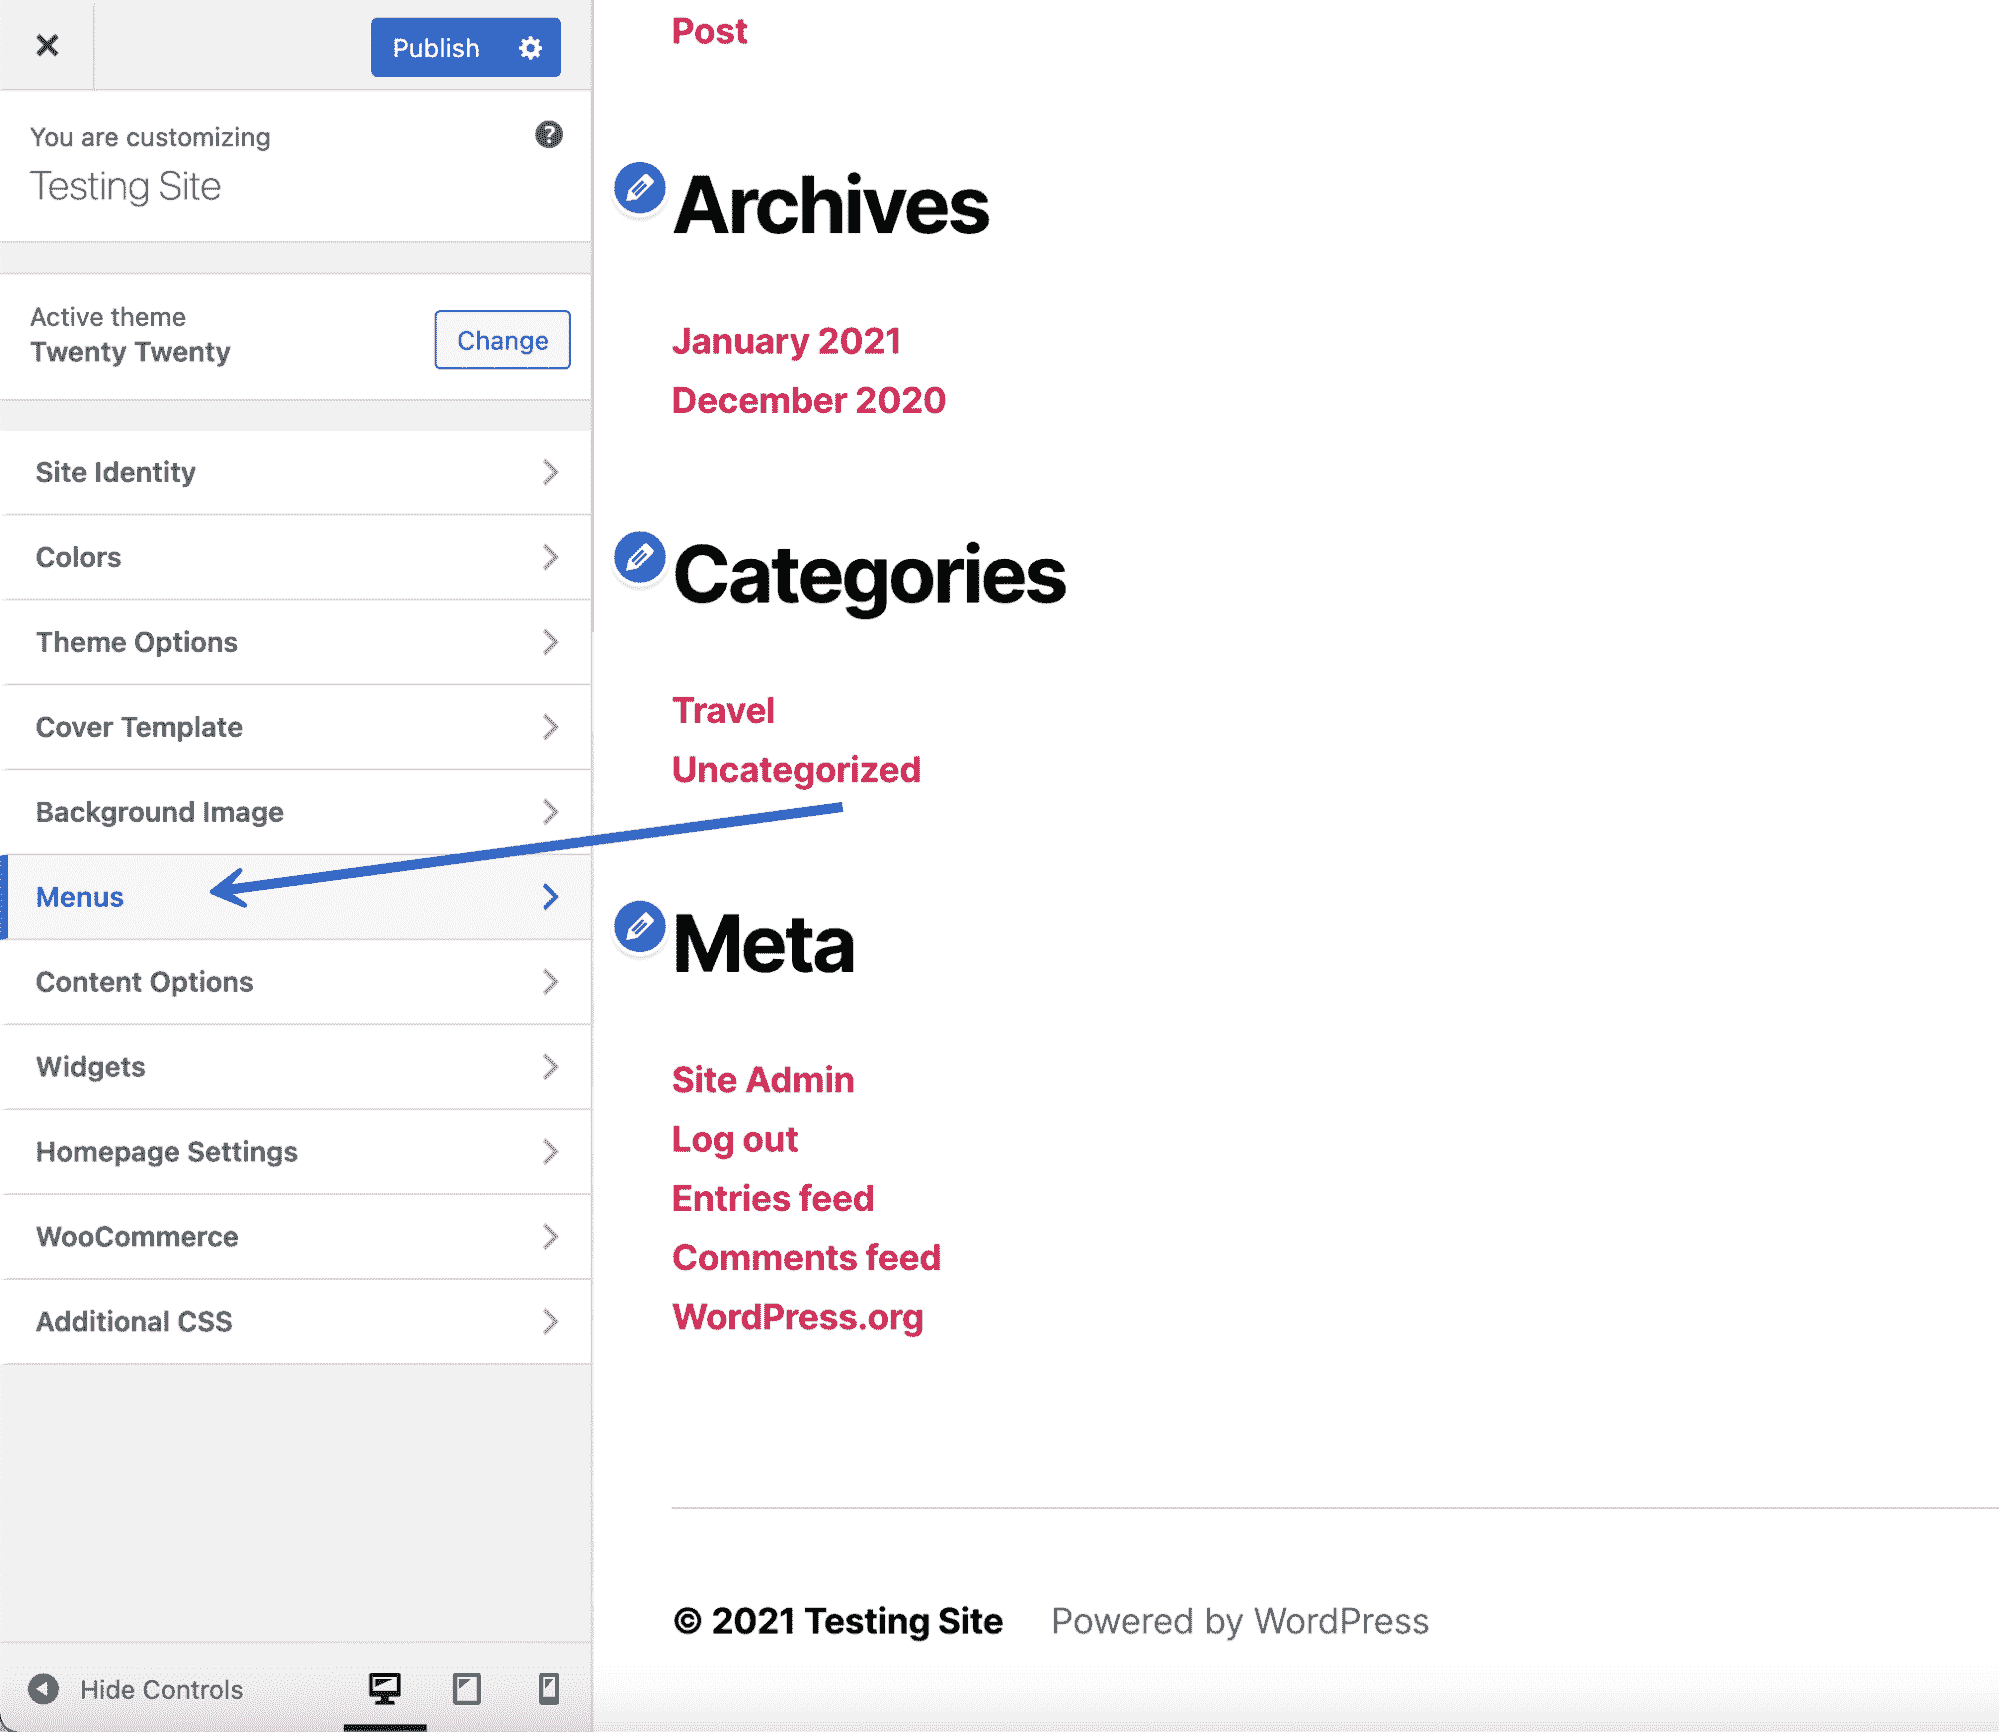 Publish
You are customizing
Testing Site
Active theme
Twenty Twenty
Change
Site Identity
Colors
Theme Options
Cover Template
Background Image
Menus
Content Options
Widgets
Homepage Settings
WooCommerce
Additional CSS
Hide Controls
Post
Archives
January 2021
December 2020
Categories
Travel
Uncategorized
Meta
Site Admin
Log out
Entries feed
Comments feed
WordPress.org
© 2021 Testing Site Powered by WordPress